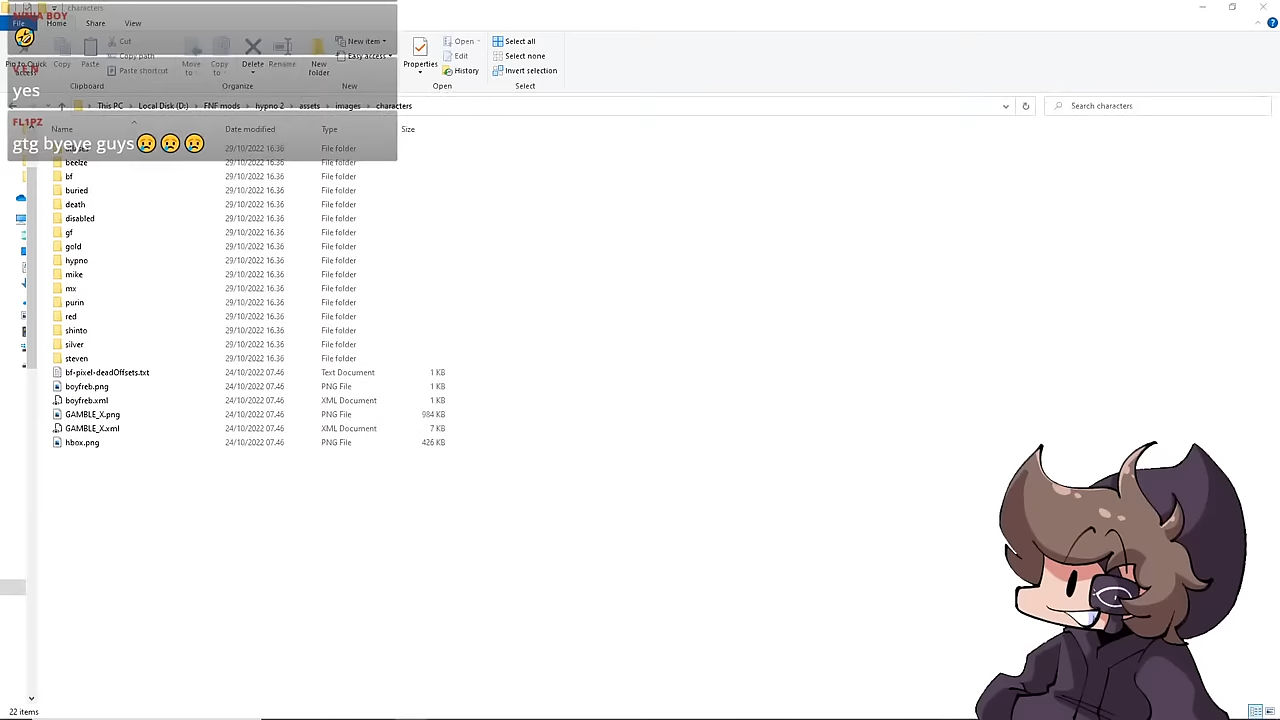 characters
NINJA BOY
File
Home
Share
View
Cut
Copy path
Paste shortcut
Copy
Paste
Move to
Copy to
Delete
Rename
New folder
New item
Easy access
Properties
Open
Edit
History
Select all
Select none
Invert selection
Clipboard
Organize
New
Open
Select
yes
This PC
Local Disk (D:)
FNF mods
hypno 2
assets
images
characters
Search characters
FL1PZ
gtg byeye guys😢😢😢
Name
Date modified
Type
Size
29/10/2022 16.36
File folder
beelze
29/10/2022 16.36
File folder
bf
29/10/2022 16.36
File folder
buried
29/10/2022 16.36
File folder
death
29/10/2022 16.36
File folder
disabled
29/10/2022 16.36
File folder
gf
29/10/2022 16.36
File folder
gold
29/10/2022 16.36
File folder
hypno
29/10/2022 16.36
File folder
mike
29/10/2022 16.36
File folder
mx
29/10/2022 16.36
File folder
purin
29/10/2022 16.36
File folder
red
29/10/2022 16.36
File folder
shinto
29/10/2022 16.36
File folder
silver
29/10/2022 16.36
File folder
steven
29/10/2022 16.36
File folder
bf-pixel-deadOffsets.txt
24/10/2022 07.46
Text Document
1 KB
boyfreb.png
24/10/2022 07.46
PNG File
1 KB
boyfreb.xml
24/10/2022 07.46
XML Document
1 KB
GAMBLE_X.png
24/10/2022 07.46
PNG File
984 KB
GAMBLE_X.xml
24/10/2022 07.46
XML Document
7 KB
hbox.png
24/10/2022 07.46
PNG File
426 KB
22 items